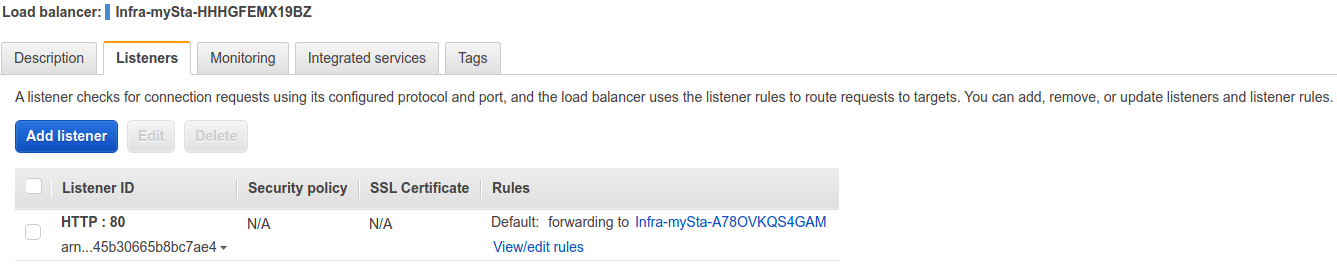 Load balancer: Infra-mySta-HHHGFEMX19BZ
Description Listeners Monitoring Integrated services Tags
A listener checks for connection requests using its configured protocol and port, and the load balancer uses the listener rules to route requests to targets. You can add, remove, or update listeners and listener rules.
Add listener Edit Delete
Listener ID Security policy SSL Certificate Rules
HTTP : 80 N/A N/A Default: forwarding to Infra-mySta-A78OVKQS4GAM
arn...45b30665b8bc7ae4 View/edit rules